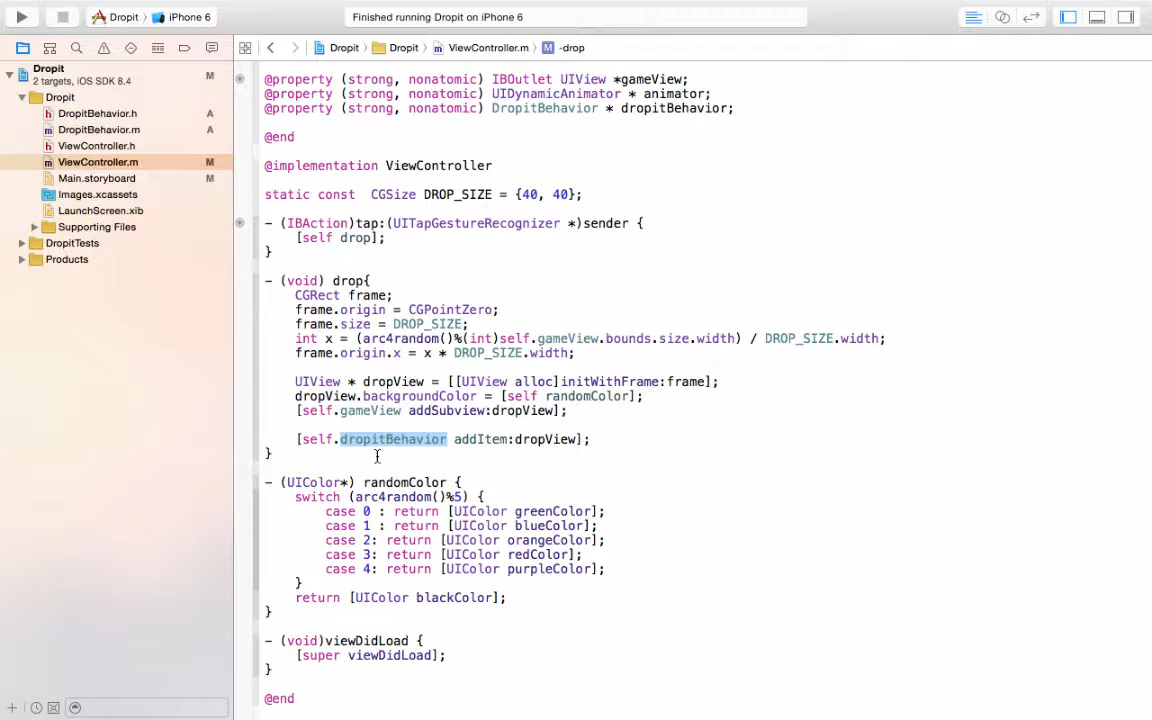 Dropit
iPhone 6
Finished running Dropit on iPhone 6
Dropit
Dropit
ViewController.m
M
-drop
Dropit
M
2 targets, iOS SDK 8.4
Dropit
h
DropitBehavior.h
A
m
DropitBehavior.m
A
h
ViewController.h
m
ViewController.m
M
Main.storyboard
M
Images.xcassets
LaunchScreen.xib
Supporting Files
DropitTests
Products
@property (strong, nonatomic) IBOutlet UIView *gameView;
@property (strong, nonatomic) UIDynamicAnimator * animator;
@property (strong, nonatomic) DropitBehavior * dropitBehavior;
@end
@implementation ViewController
static const  CGSize DROP_SIZE = {40, 40};
- (IBAction)tap:(UITapGestureRecognizer *)sender {
[self drop];
}
- (void) drop{
CGRect frame;
frame.origin = CGPointZero;
frame.size = DROP_SIZE;
int x = (arc4random()%(int)self.gameView.bounds.size.width) / DROP_SIZE.width;
frame.origin.x = x * DROP_SIZE.width;
UIView * dropView = [[UIView alloc]initWithFrame:frame];
dropView.backgroundColor = [self randomColor];
[self.gameView addSubview:dropView];
[self.dropitBehavior addItem:dropView];
}
- (UIColor*) randomColor {
switch (arc4random()%5) {
case 0 : return [UIColor greenColor];
case 1 : return [UIColor blueColor];
case 2: return [UIColor orangeColor];
case 3: return [UIColor redColor];
case 4: return [UIColor purpleColor];
}
return [UIColor blackColor];
}
- (void)viewDidLoad {
[super viewDidLoad];
}
@end